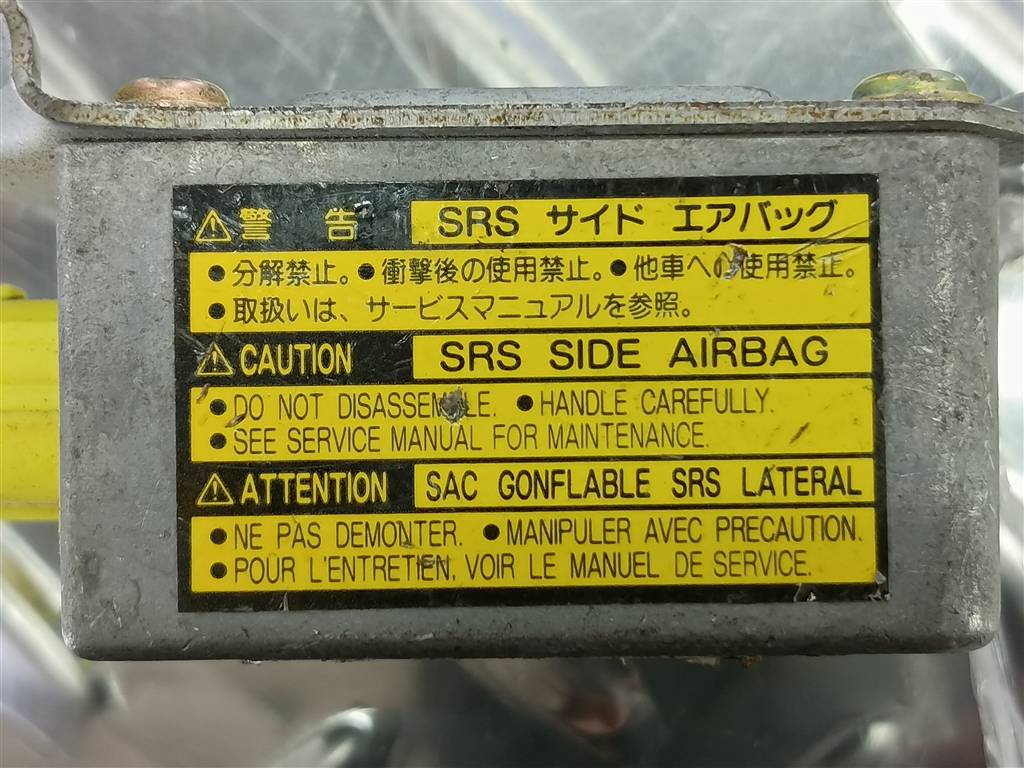 ⚠警告 SRS サイド エアバッグ
●分解禁止。●衝撃後の使用禁止。●他車への使用禁止。
●取扱いは、サービスマニュアルを参照。
⚠CAUTION SRS SIDE AIRBAG
●DO NOT DISASSEMBLE. ●HANDLE CAREFULLY.
●SEE SERVICE MANUAL FOR MAINTENANCE.
⚠ATTENTION SAC GONFLABLE SRS LATERAL
●NE PAS DEMONTER. ●MANIPULER AVEC PRECAUTION.
●POUR L'ENTRETIEN, VOIR LE MANUEL DE SERVICE.